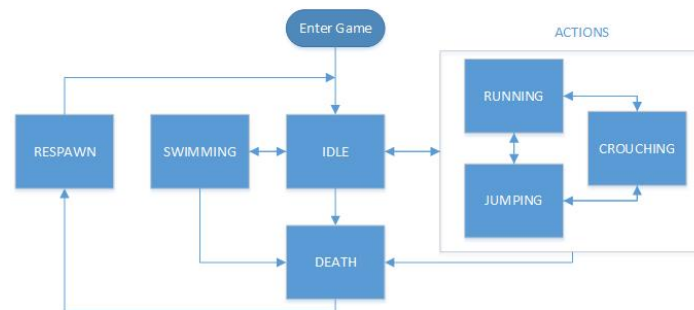 Enter Game
ACTIONS
RUNNING
RESPAWN
SWIMMING
IDLE
CROUCHING
JUMPING
DEATH